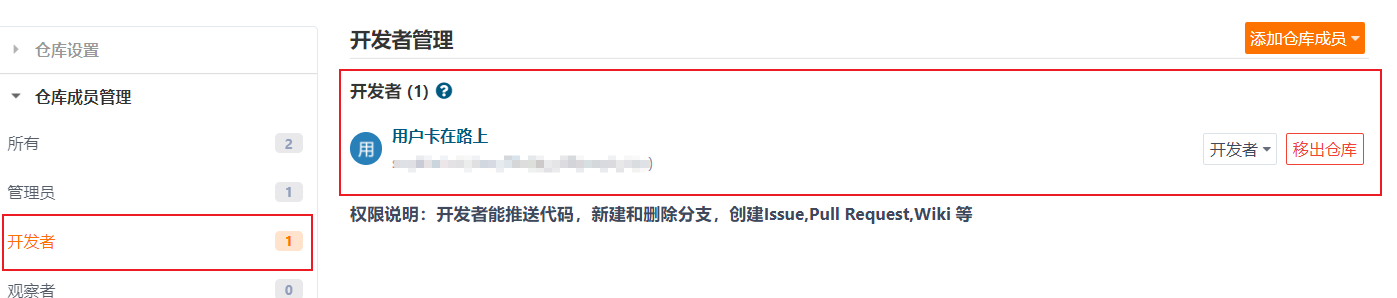 仓库设置
仓库成员管理
所有 2
管理员 1
开发者 1
观察者 0
开发者管理
添加仓库成员
开发者 (1) ?
用
用户卡在路上
开发者
移出仓库
权限说明：开发者能推送代码，新建和删除分支，创建Issue,Pull Request,Wiki 等